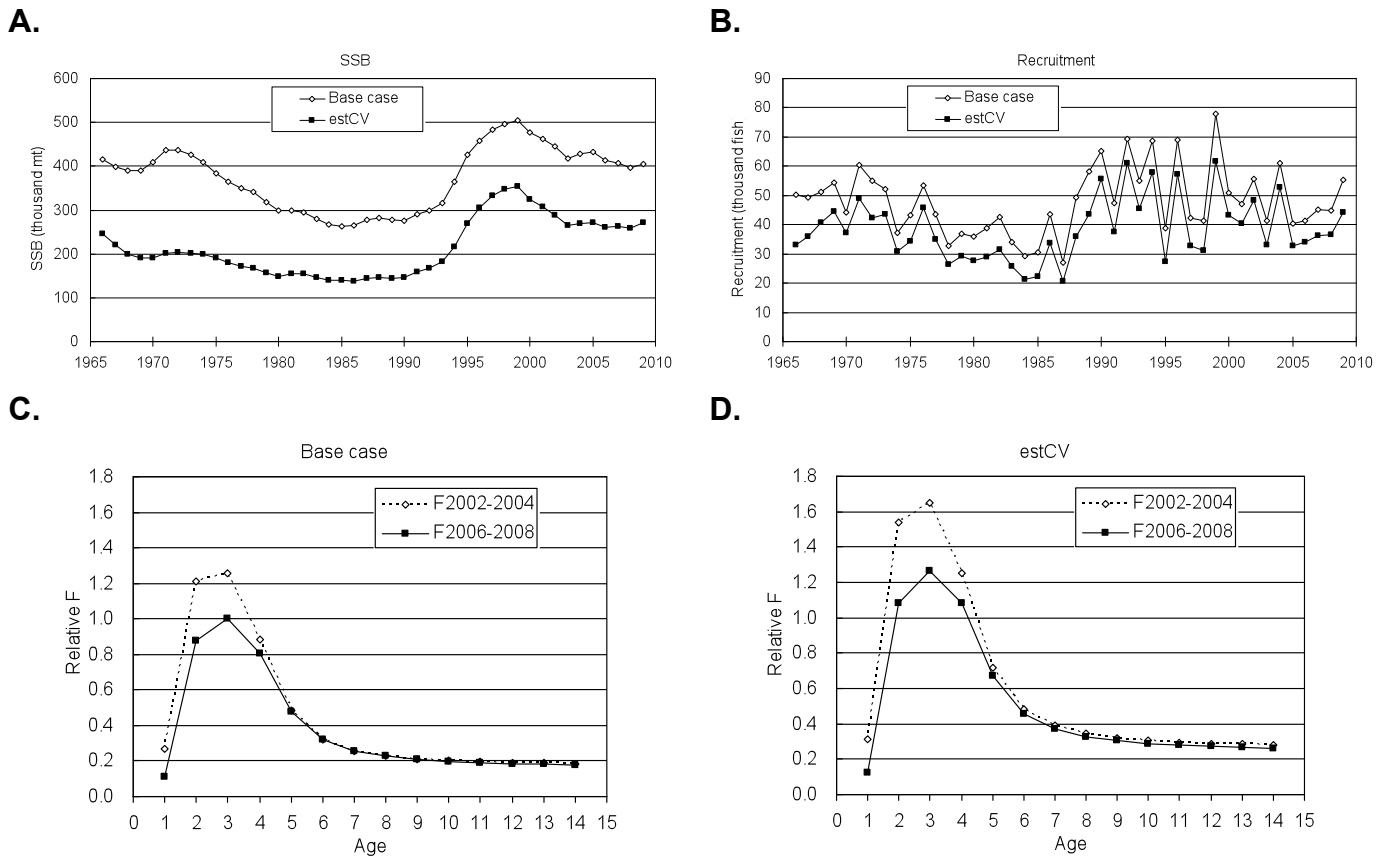 A.
SSB
SSB (thousand mt)
600
500
400
300
200
100
0
Base case
estCV
1965 1970 1975 1980 1985 1990 1995 2000 2005 2010
B.
Recruitment
Recruitment (thousand fish
90
80
70
60
50
40
30
20
10
0
Base case
estCV
1965 1970 1975 1980 1985 1990 1995 2000 2005 2010
C.
Base case
Relative F
1.8
1.6
1.4
1.2
1.0
0.8
0.6
0.4
0.2
0.0
F2002-2004
F2006-2008
0 1 2 3 4 5 6 7 8 9 10 11 12 13 14 15
Age
D.
estCV
Relative F
1.8
1.6
1.4
1.2
1.0
0.8
0.6
0.4
0.2
0.0
F2002-2004
F2006-2008
0 1 2 3 4 5 6 7 8 9 10 11 12 13 14 15
Age